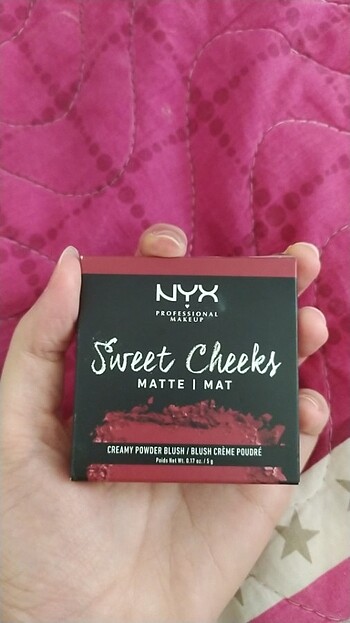 NYX
PROFESSIONAL
MAKEUP
Sweet Cheeks
MATTE | MAT
CREAMY POWDER BLUSH / BLUSH CRÈME POUDRÉ
Poids Net Wt. 0.17 oz. / 5 g